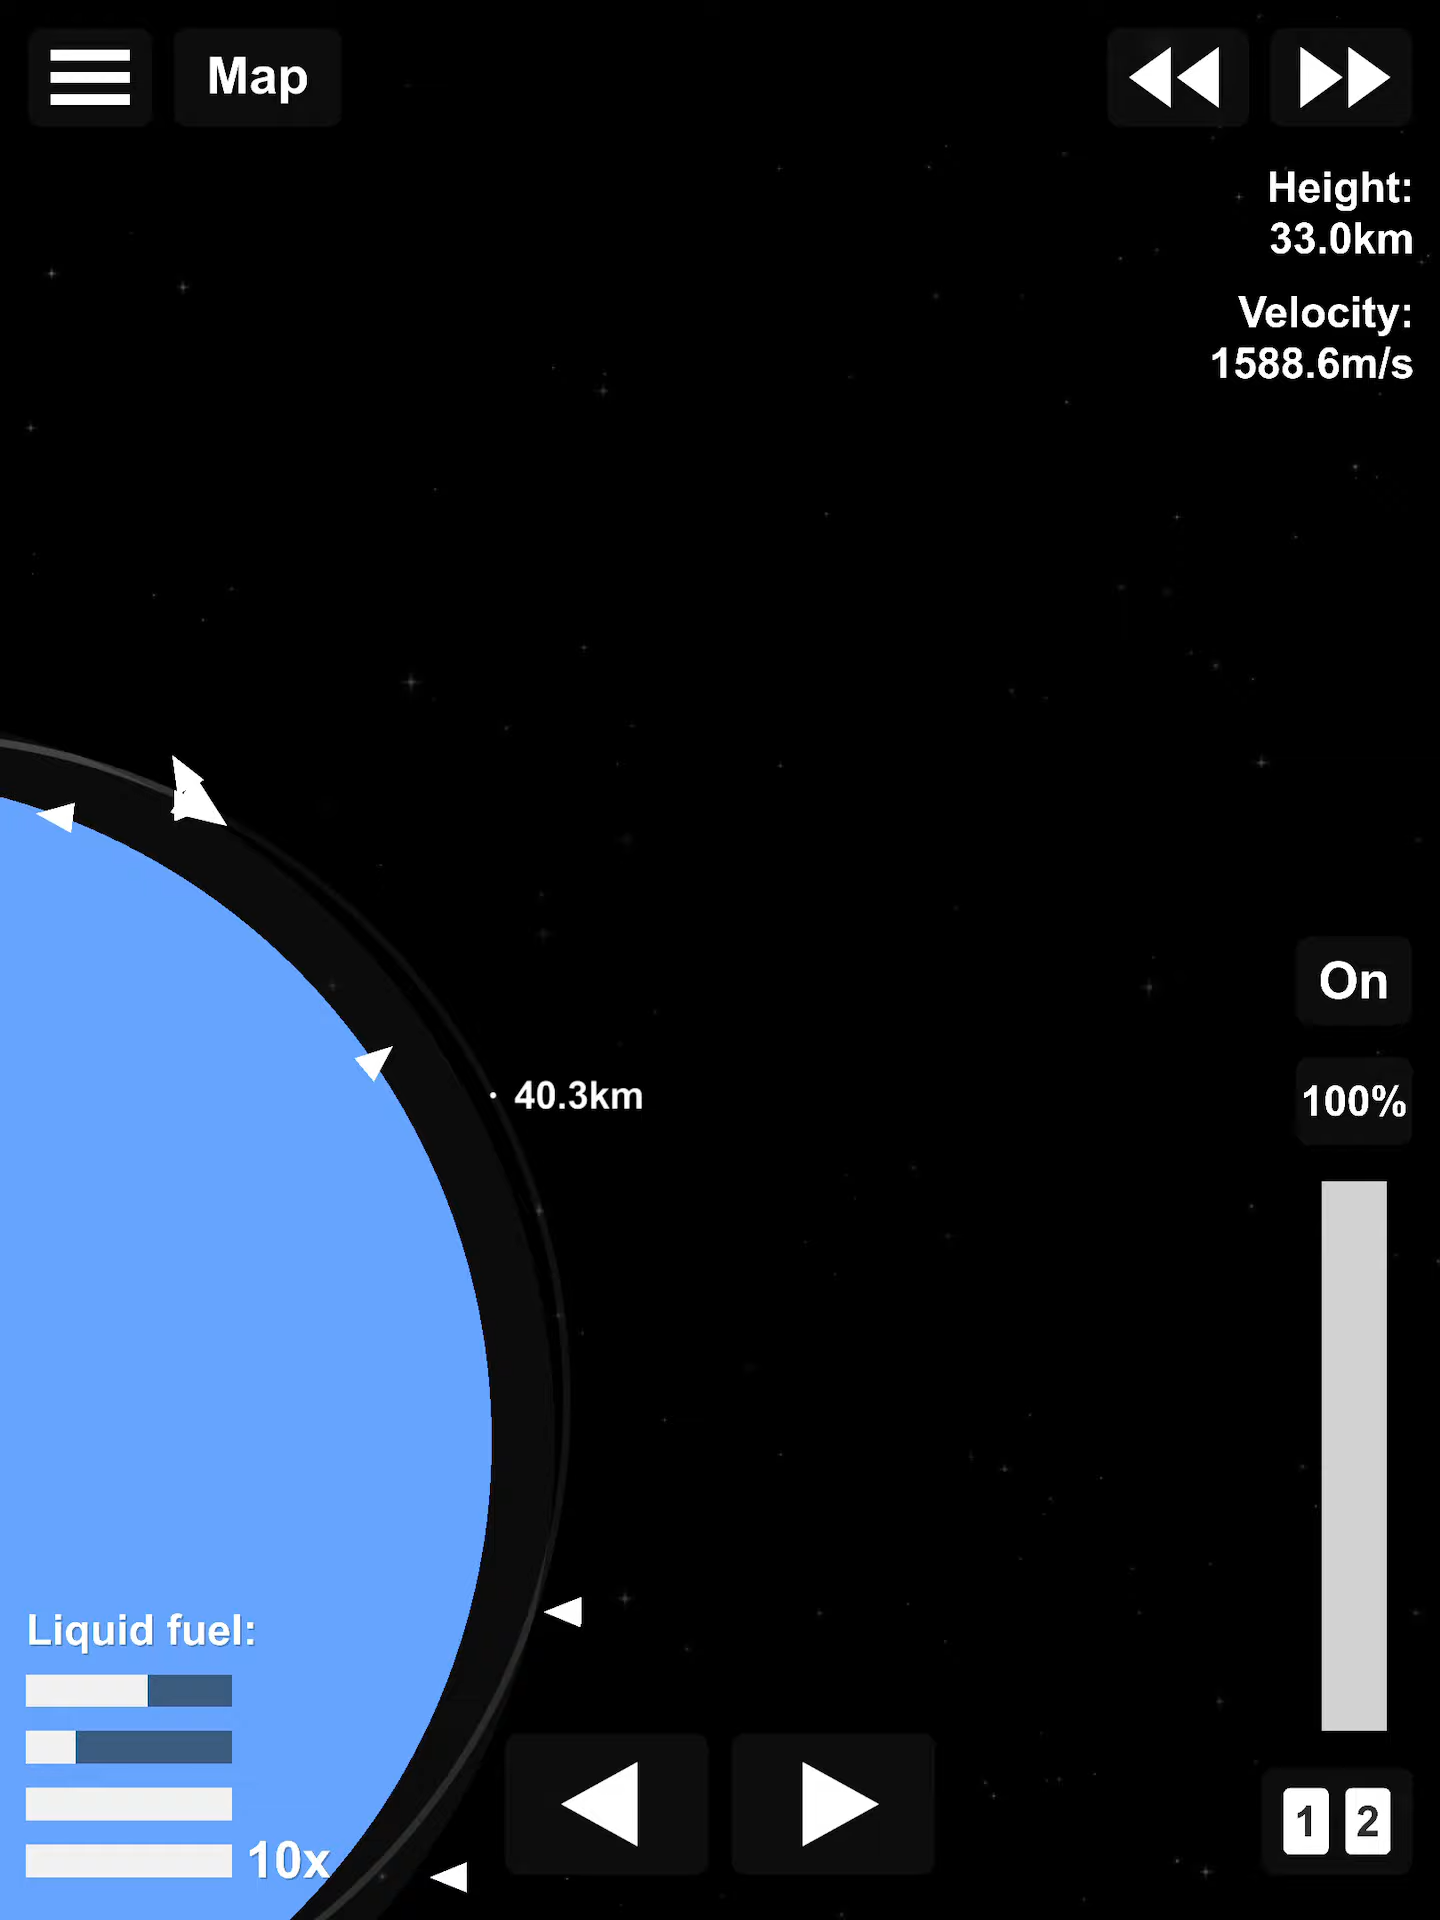 Map
Height:
33.0km
Velocity:
1588.6m/s
On
40.3km
100%
Liquid fuel:
10x
1 2